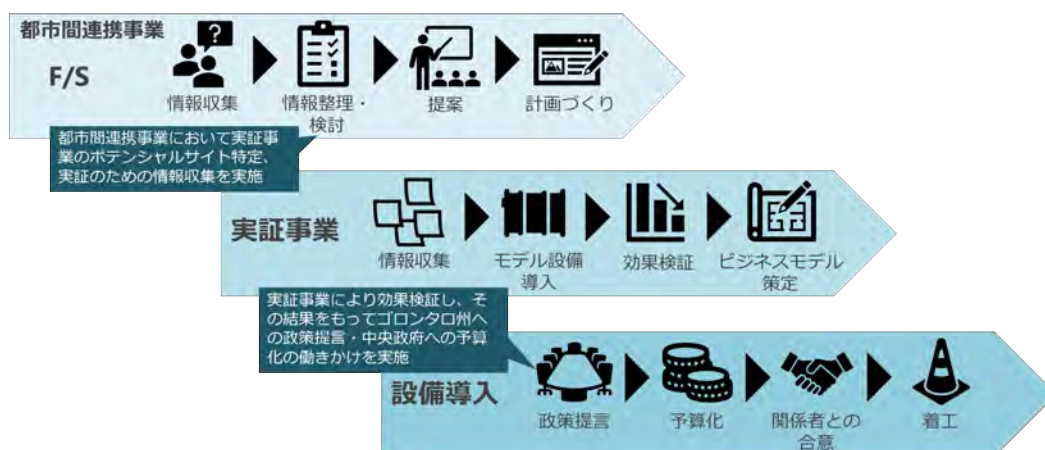 都市間連携事業
F/S
?
情報収集
情報整理・
検討
提案
計画づくり
都市間連携事業において実証事
業のポテンシャルサイト特定、
実証のための情報収集を実施
実証事業
情報収集
モデル設備
導入
効果検証
ビジネスモデル
策定
実証事業により効果検証し、そ
の結果をもってゴロンタロ州へ
の政策提言・中央政府への予算
化の働きかけを実施
設備導入
政策提言
予算化
関係者との
合意
着工